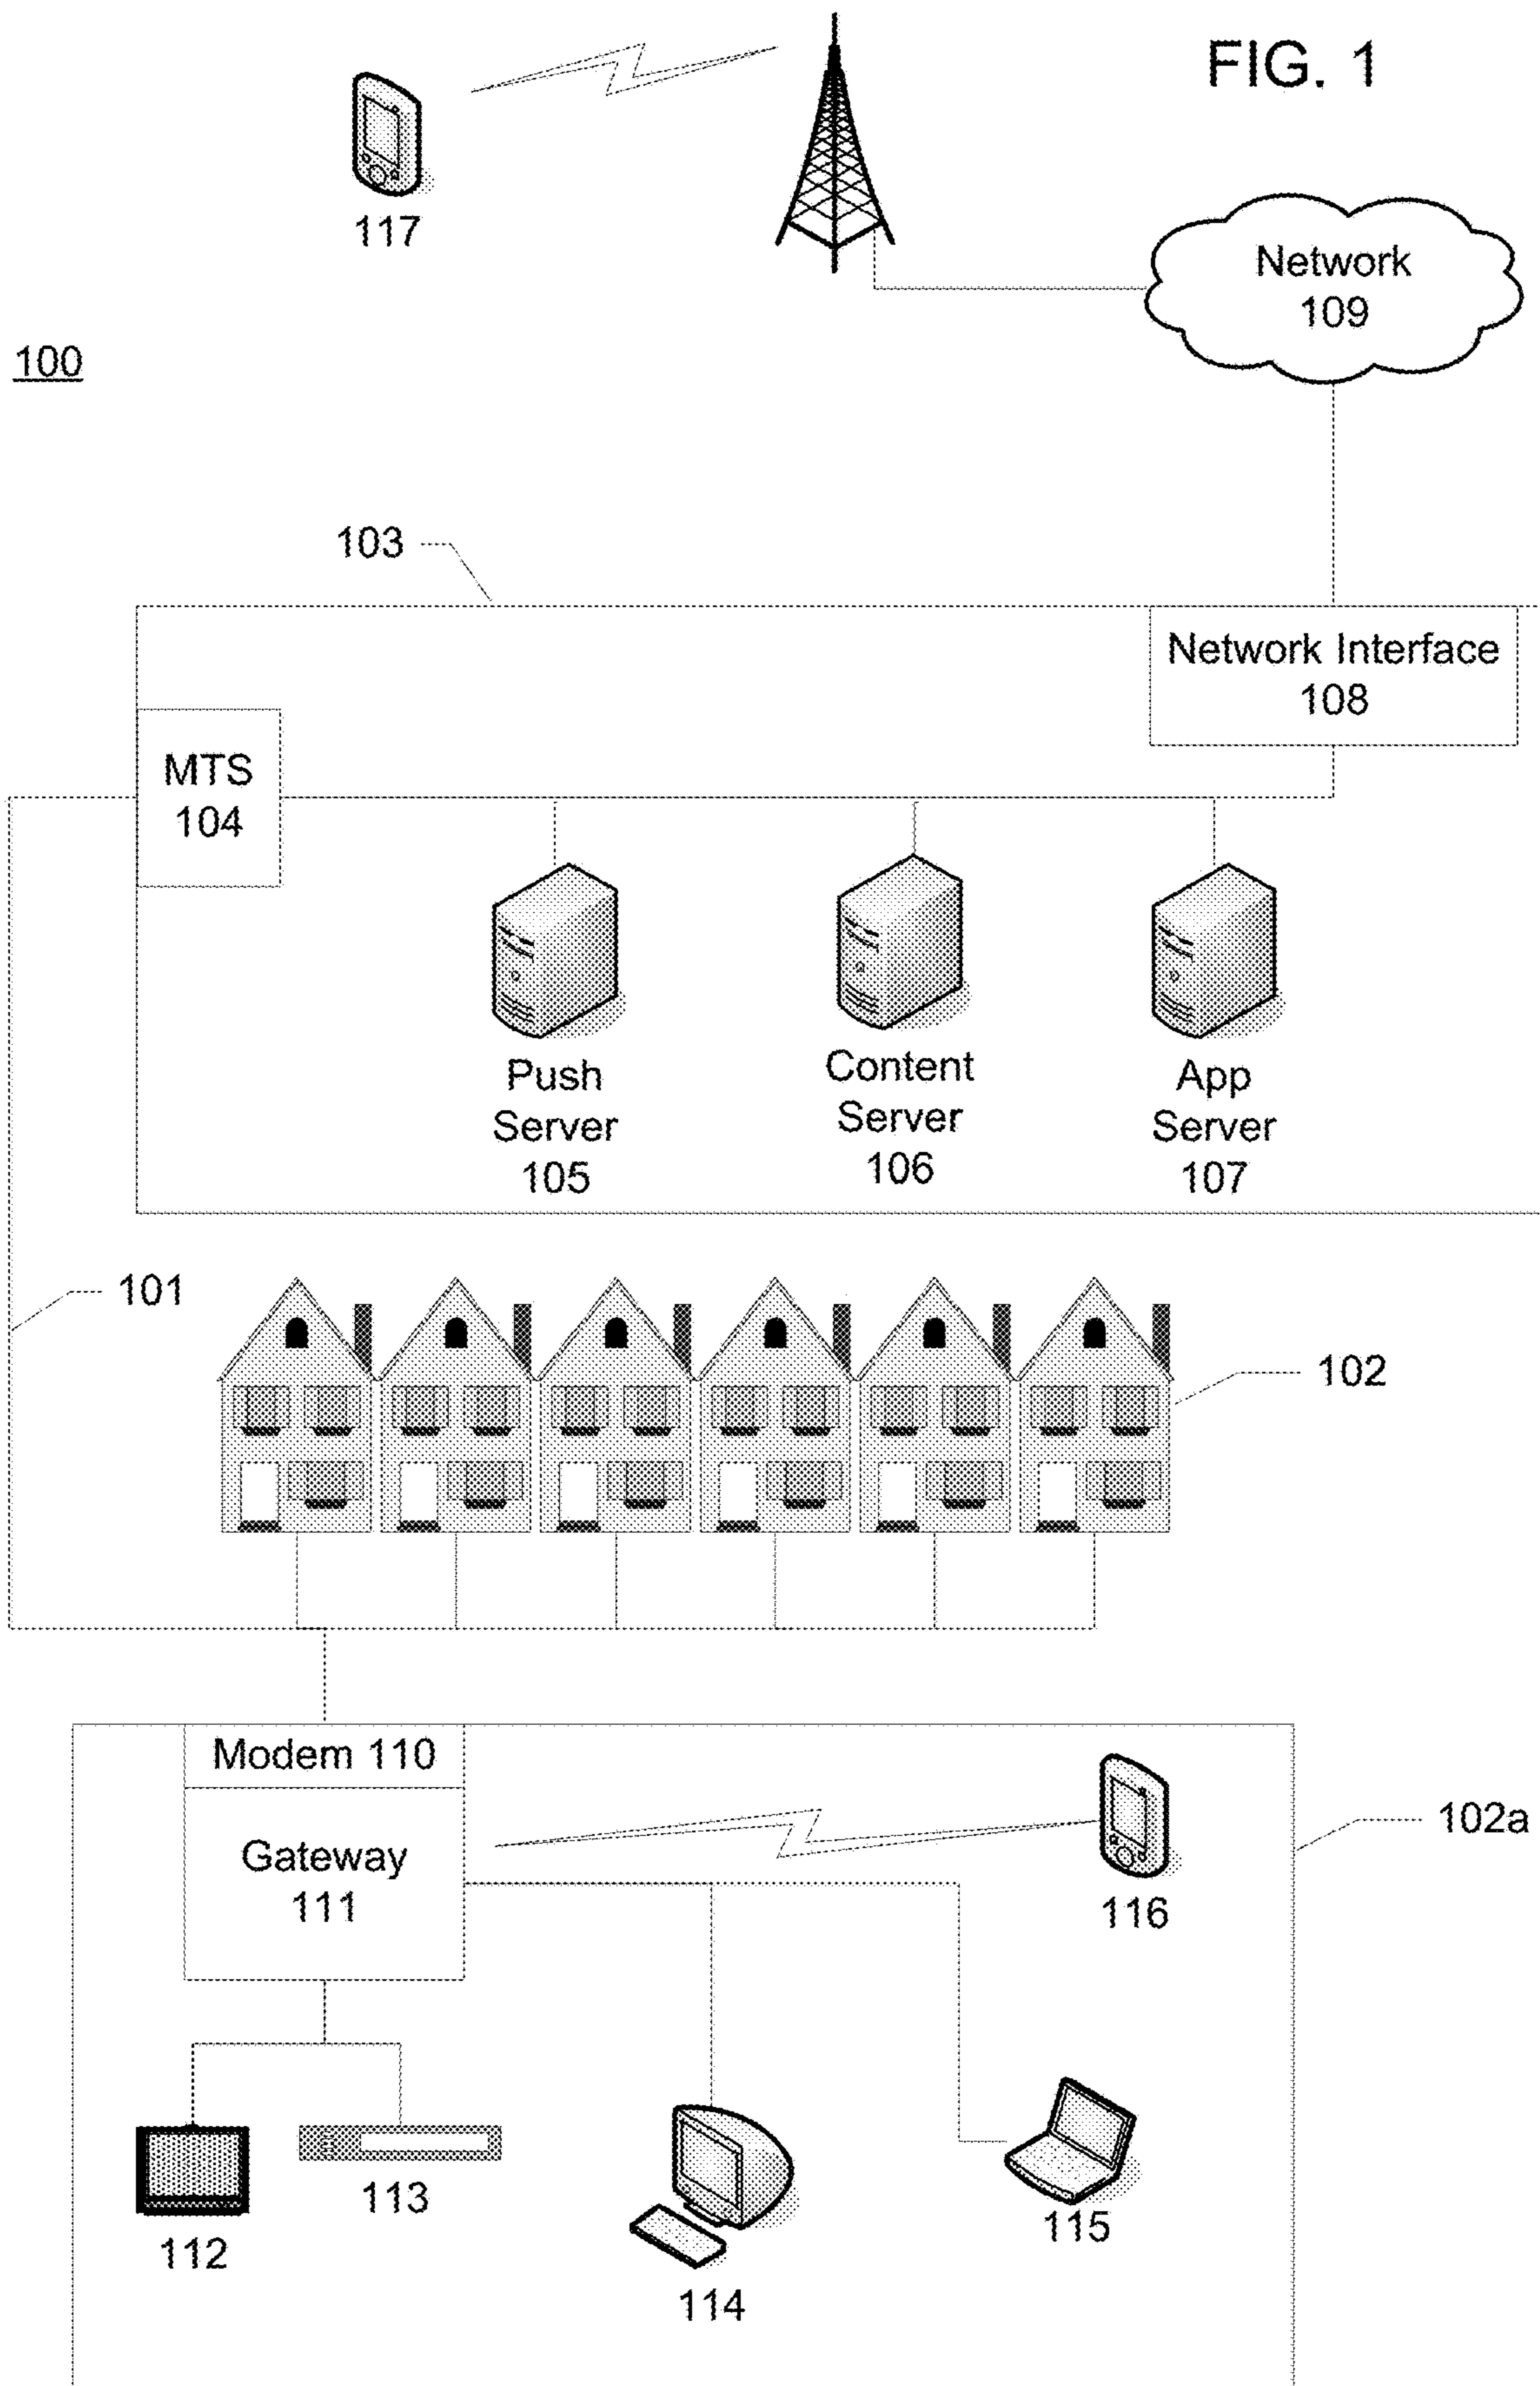 FIG. 1
117
Network
109
100
103
Network Interface
108
MTS
104
Push
Server
105
Content
Server
106
App
Server
107
101
102
Modem 110
Gateway
111
102a
116
112
113
114
115